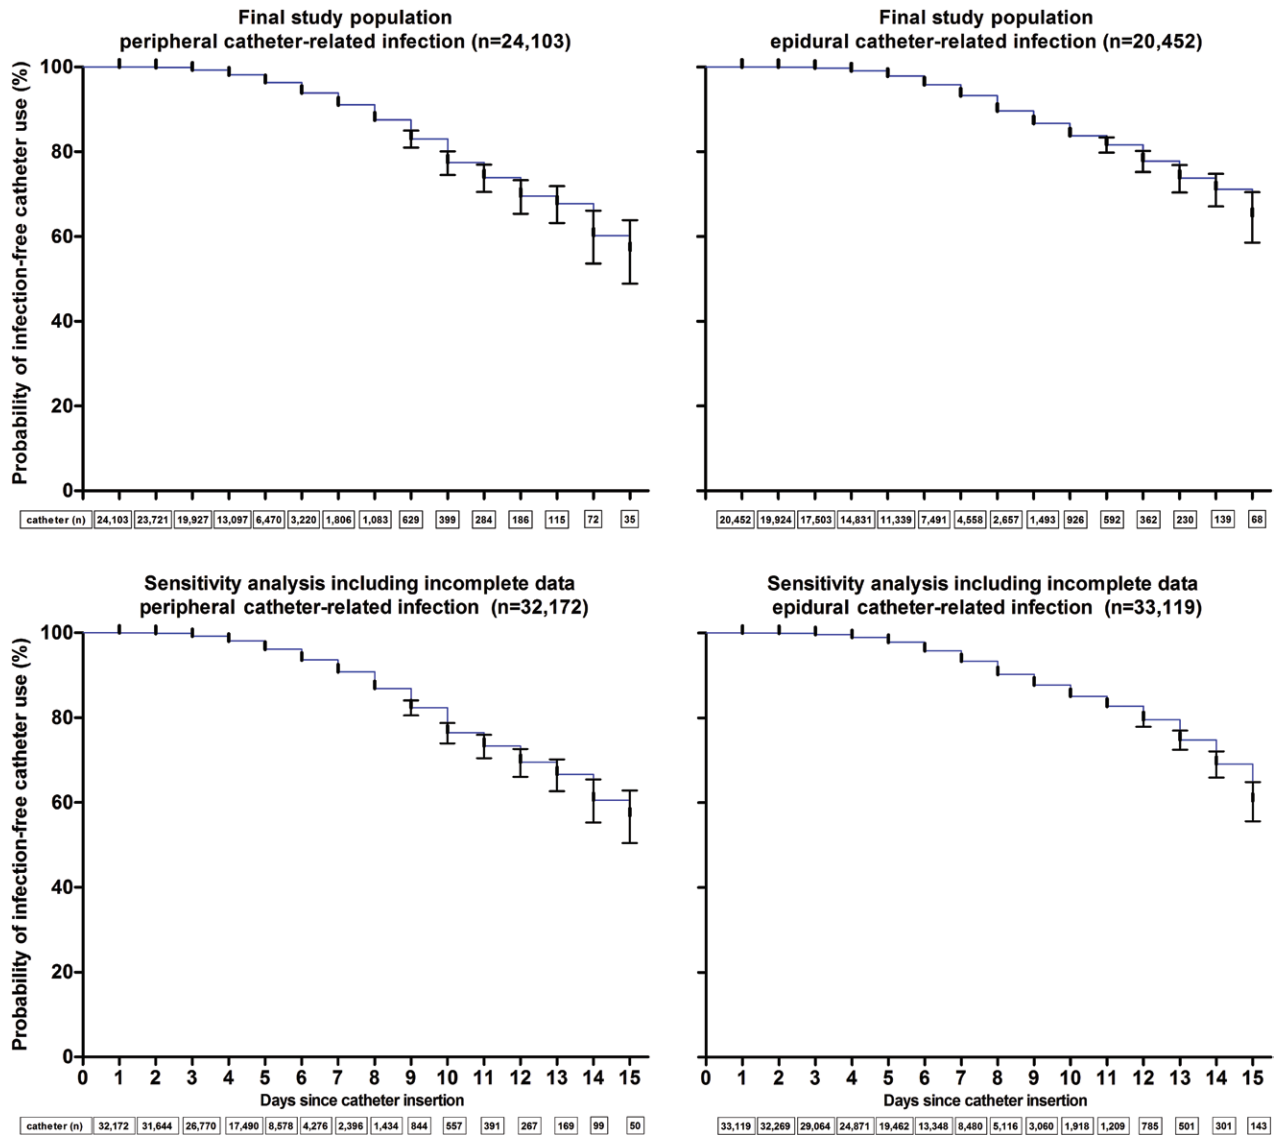 Final study population
peripheral catheter-related infection (n=24,103)
Probability of infection-free catheter use (%)
100
80
60
40
20
0
catheter (n) 24,103 23,721 19,927 13,097 6,470 3,220 1,806 1,083 629 399 284 186 115 72 35
Final study population
epidural catheter-related infection (n=20,452)
20,452 19,924 17,503 14,831 11,339 7,491 4,558 2,657 1,493 926 592 362 230 139 68
Sensitivity analysis including incomplete data
peripheral catheter-related infection (n=32,172)
Probability of infection-free catheter use (%)
100
80
60
40
20
0
0 1 2 3 4 5 6 7 8 9 10 11 12 13 14 15
Days since catheter insertion
catheter (n) 32,172 31,644 26,770 17,490 8,578 4,276 2,396 1,434 844 557 391 267 169 99 50
Sensitivity analysis including incomplete data
epidural catheter-related infection (n=33,119)
0 1 2 3 4 5 6 7 8 9 10 11 12 13 14 15
Days since catheter insertion
33,119 32,269 29,064 24,871 19,462 13,348 8,480 5,116 3,060 1,918 1,209 785 501 301 143